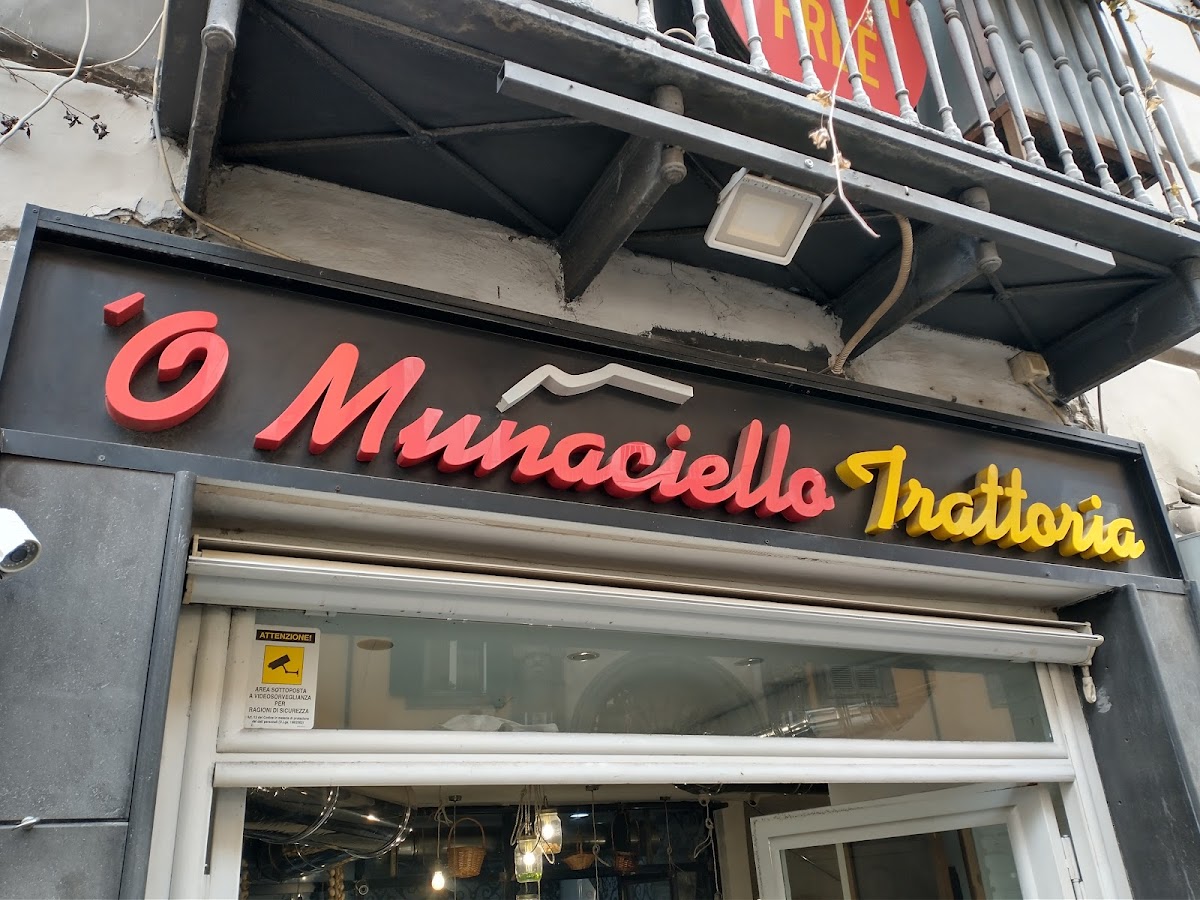 FREE
'O Munaciello Trattoria
ATTENZIONE!
AREA SOTTOPOSTA
A VIDEOSORVEGLIANZA
PER
RAGIONI DI SICUREZZA